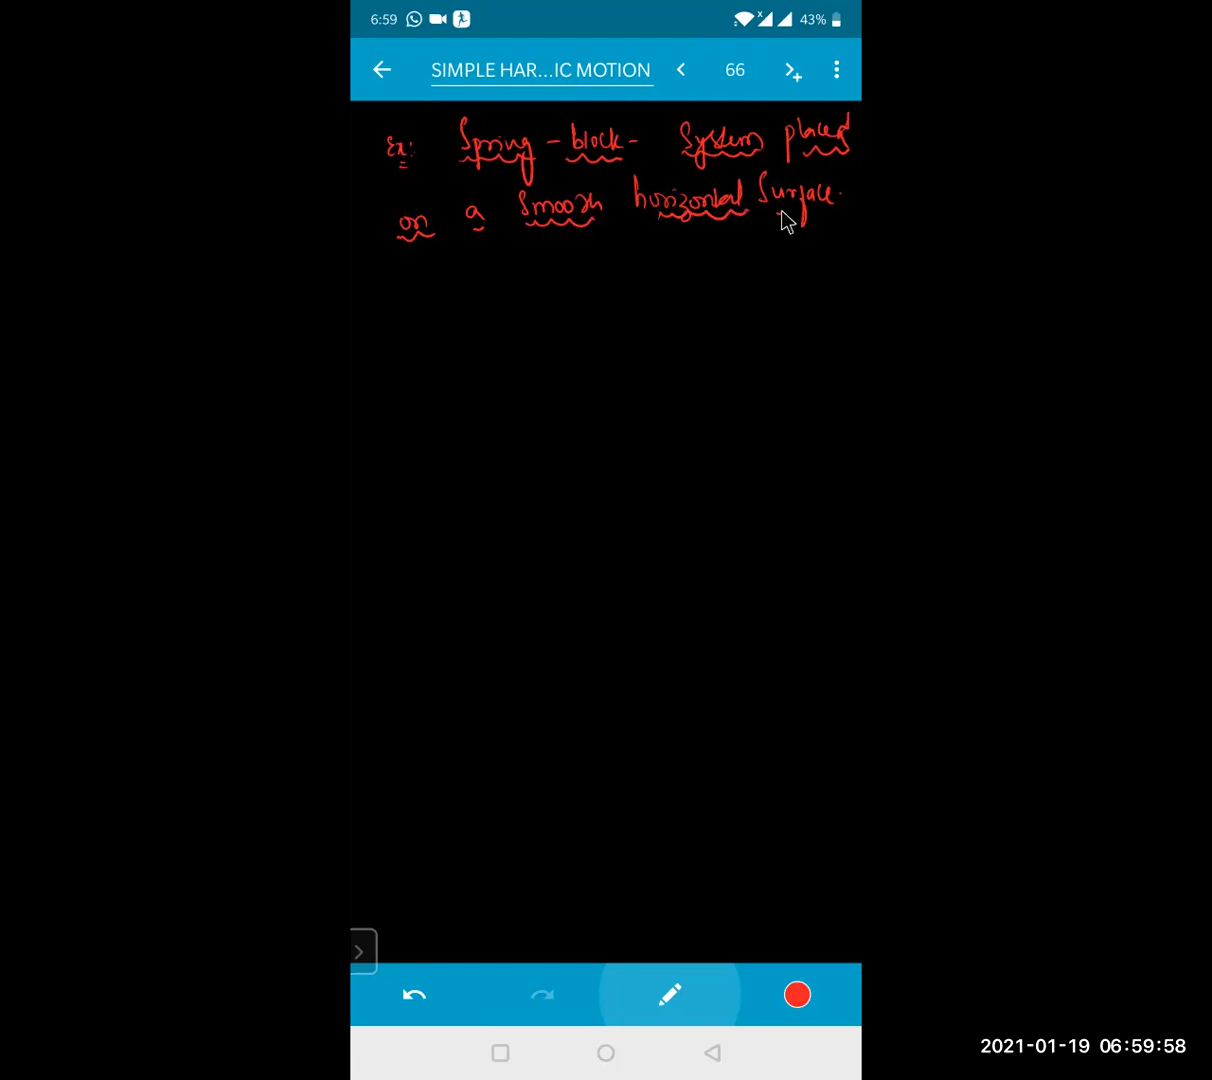 6:59 43%
SIMPLE HAR...IC MOTION 66
Ex: Spring - block - System placed
on a Smooth horizontal Surface.
2021-01-19 06:59:58